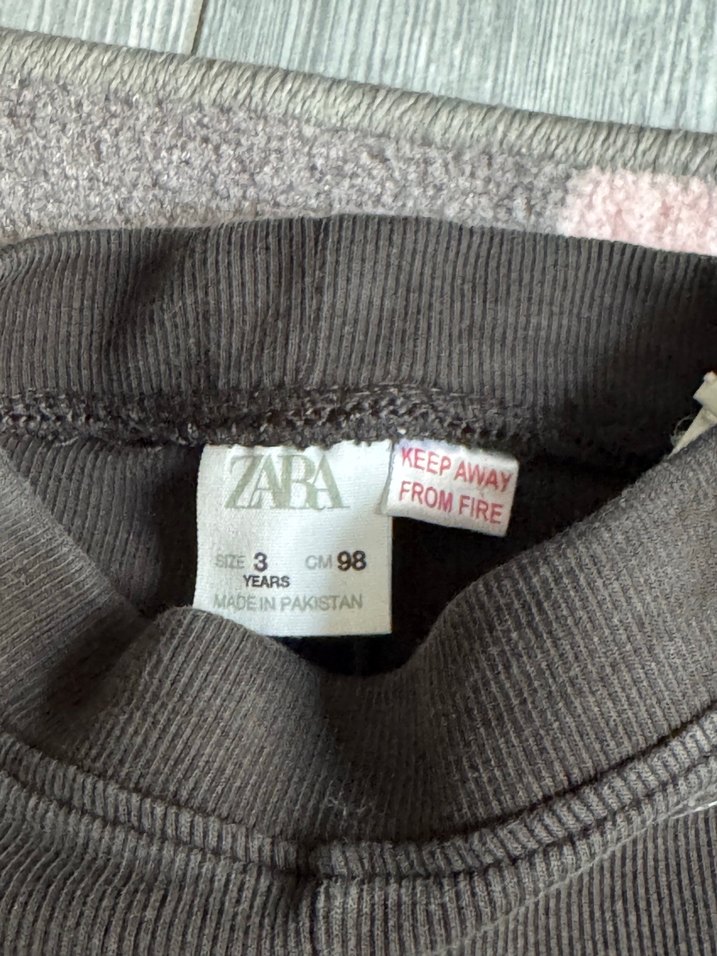 ZARA
SIZE 3 CM 98
YEARS
MADE IN PAKISTAN
KEEP AWAY
FROM FIRE